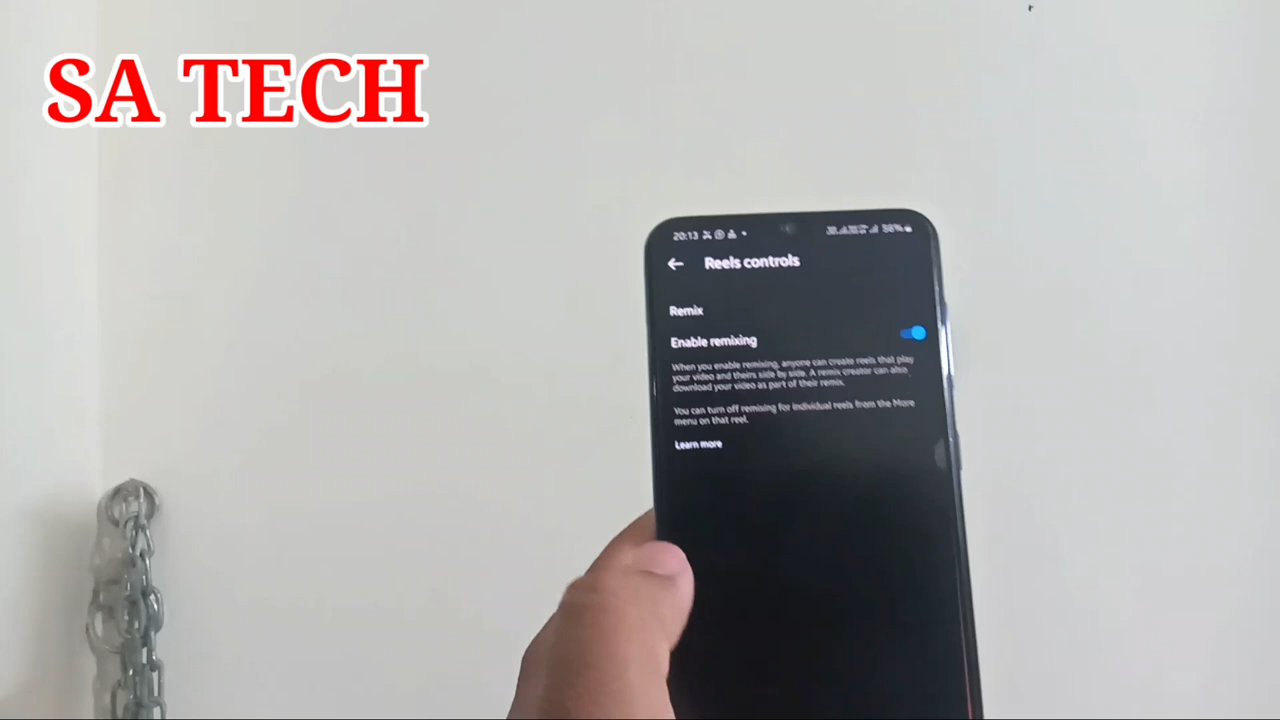 SA TECH
20:13
56%
Reels controls
Remix
Enable remixing
When you enable remixing, anyone can create reels that play
your video and theirs side by side. A remix creator can also
download your video as part of their remix.
You can turn off remixing for individual reels from the More
menu on that reel.
Learn more